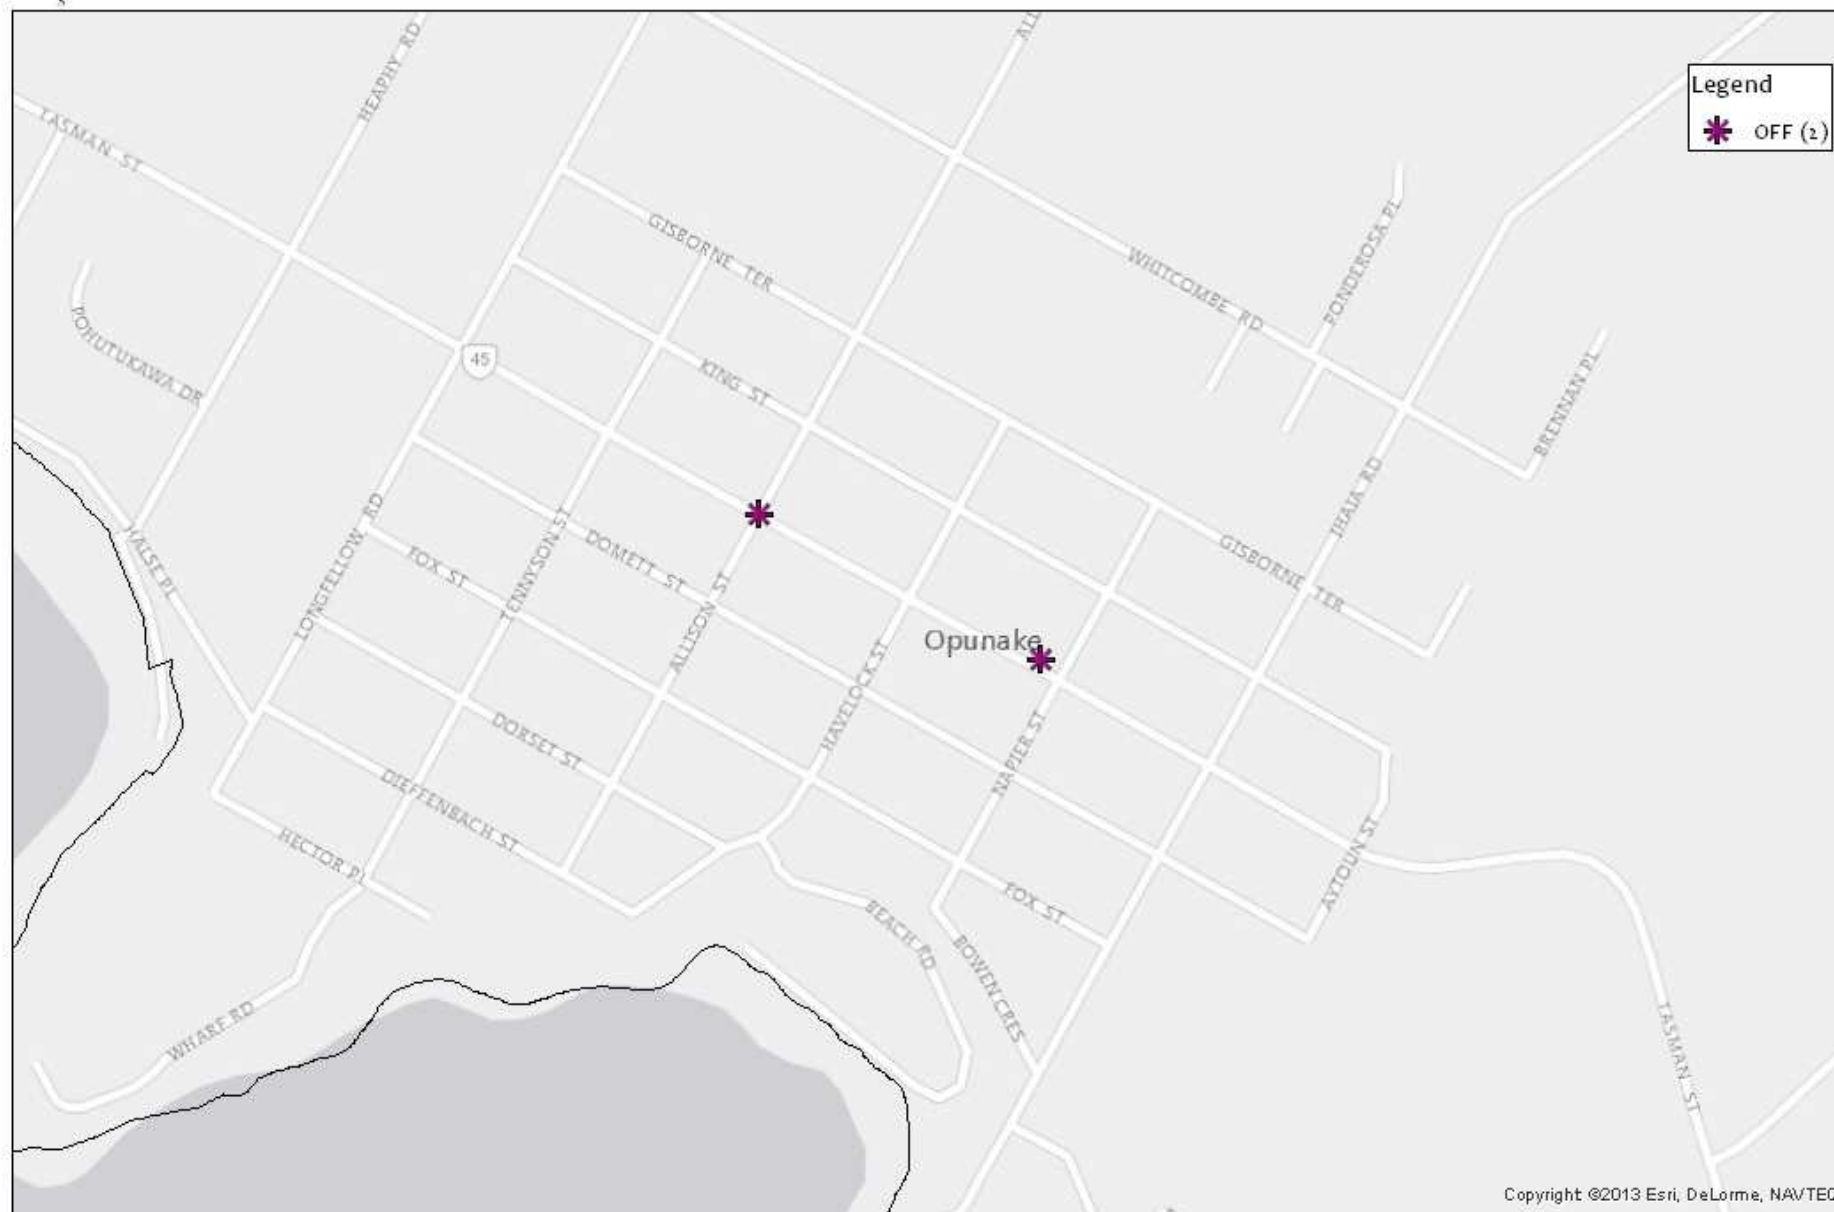 ALL
HEAPHY RD
Legend
OFF (2)
TASMAN ST
GISBORNE TER
PONDEROSA PL
WHITCOMBE RD
POHUTUKAWA DR
45
KING ST
BRENNAN PL
IHAIA RD
LONGFELLOW RD
TENNYSON ST
DOMETT ST
FOX ST
HALSE PL
GISBORNE TER
ALLISON ST
Opunake
HAVELOCK ST
NAPIER ST
DORSET ST
DIEFFENBACH ST
HECTOR PL
AYTOUN ST
FOX ST
BEACH RD
BOWEN CRES
WHARF RD
TASMAN ST
Copyright ©2013 Esri, DeLorme, NAVTEQ